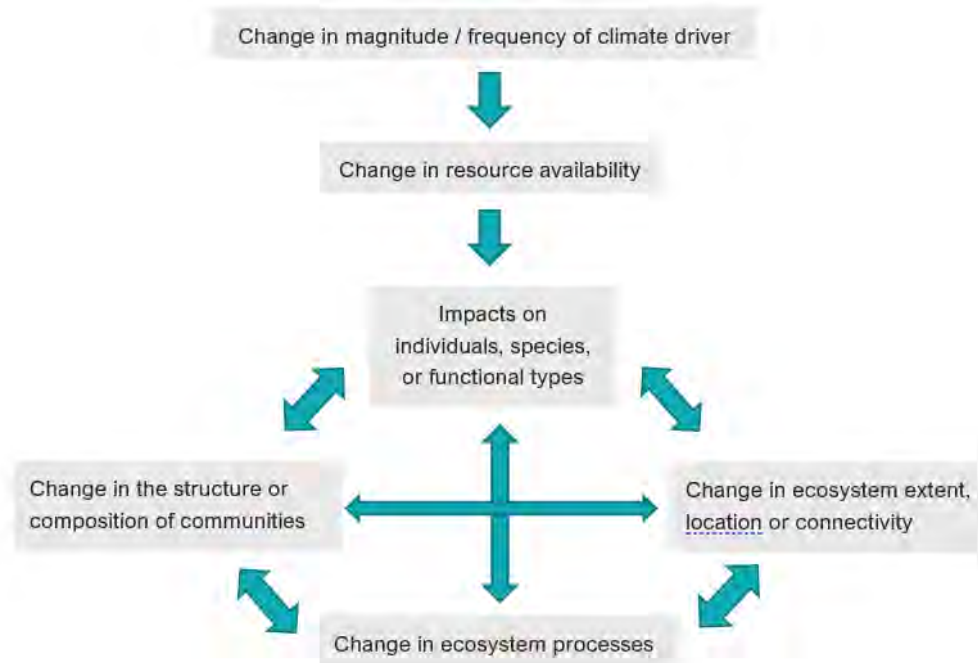 Change in magnitude / frequency of climate driver
Change in resource availability
Impacts on
individuals, species,
or functional types
Change in the structure or
composition of communities
Change in ecosystem extent,
location or connectivity
Change in ecosystem processes